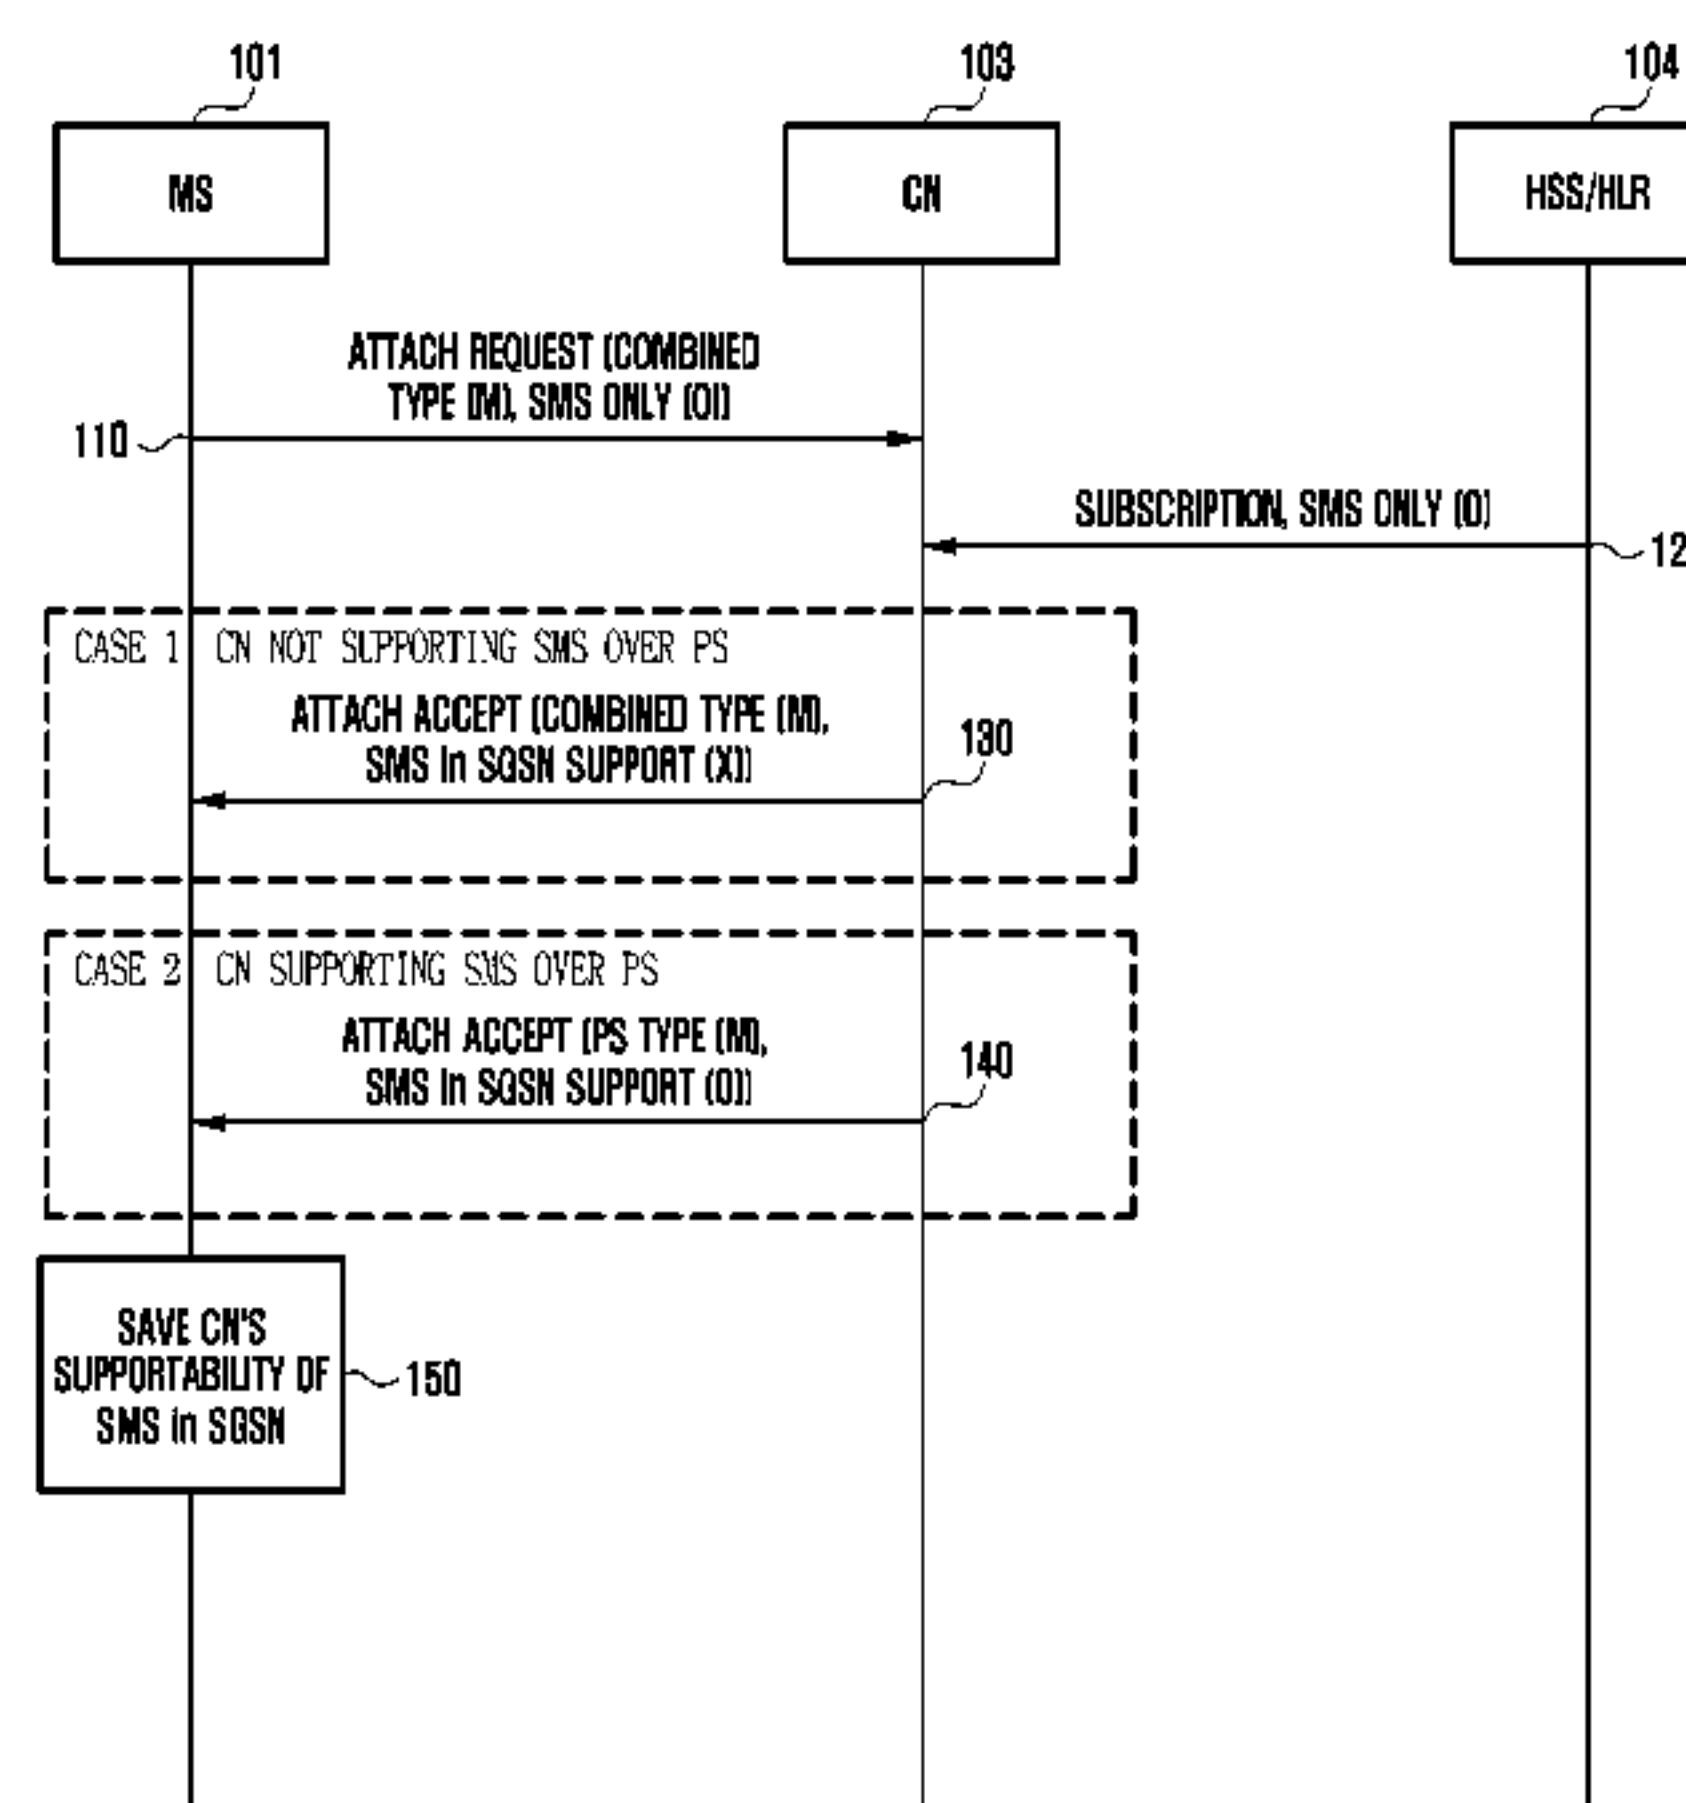 101
103
104
MS
CN
HSS/HLR
ATTACH REQUEST (COMBINED
TYPE (M), SMS ONLY (O))
110
SUBSCRIPTION, SMS ONLY (O)
12
CASE 1 CN NOT SUPPORTING SMS OVER PS
ATTACH ACCEPT (COMBINED TYPE (M),
SMS in SGSN SUPPORT (X))
130
CASE 2 CN SUPPORTING SMS OVER PS
ATTACH ACCEPT (PS TYPE (M),
SMS in SGSN SUPPORT (O))
140
SAVE CN'S
SUPPORTABILITY OF
SMS in SGSN
150